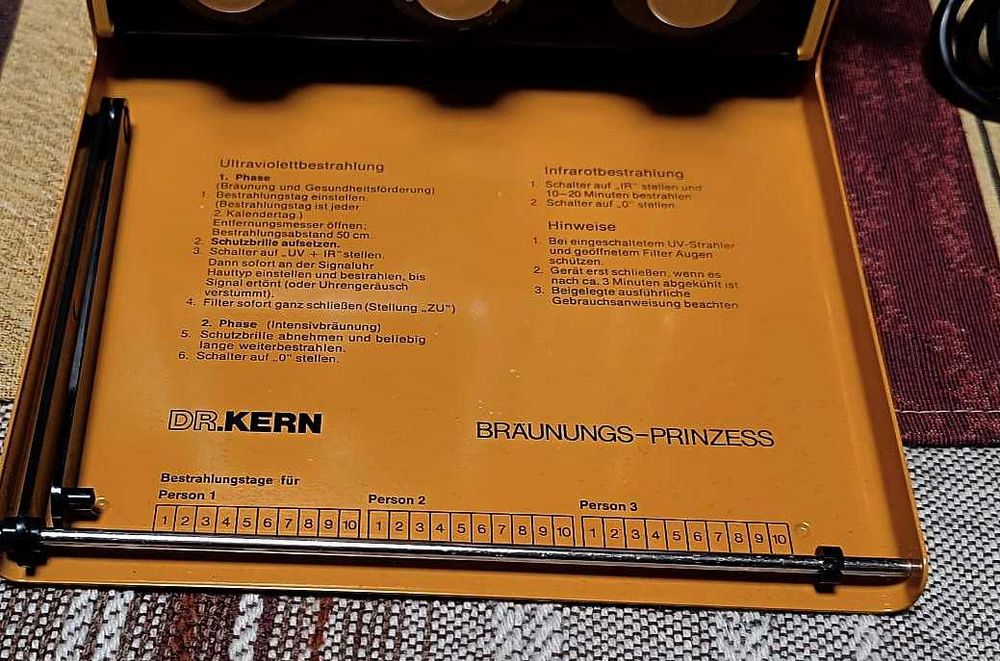 Ultraviolettbestrahlung
1. Phase
(Bräunung und Gesundheitsförderung)
1 Bestrahlungstag einstellen
(Bestrahlungstag ist jeder
2. Kalendertag.)
Entfernungsmesser öffnen:
Bestrahlungsabstand 50 cm.
2. Schutzbrille aufsetzen.
3. Schalter auf „UV + IR" stellen.
Dann sofort an der Signaluhr
Hauttyp einstellen und bestrahlen, bis
Signal ertönt (oder Uhrengeräusch
verstummt).
4. Filter sofort ganz schließen (Stellung „ZU")
2. Phase (Intensivbräunung)
5. Schutzbrille abnehmen und beliebig
lange weiterbestrahlen.
6. Schalter auf „0" stellen.
Infrarotbestrahlung
1. Schalter auf „IR" stellen und
10—20 Minuten bestrahlen
2. Schalter auf „0" stellen
Hinweise
1. Bei eingeschaltetem UV-Strahler
und geöffnetem Filter Augen
schützen.
2. Gerät erst schließen, wenn es
nach ca. 3 Minuten abgekühlt ist
3. Beigelegte ausführliche
Gebrauchsanweisung beachten
DR.KERN
BRÄUNUNGS-PRINZESS
Bestrahlungstage für
Person 1
1 2 3 4 5 6 7 8 9 10
Person 2
1 2 3 4 5 6 7 8 9 10
Person 3
1 2 3 4 5 6 7 8 9 10